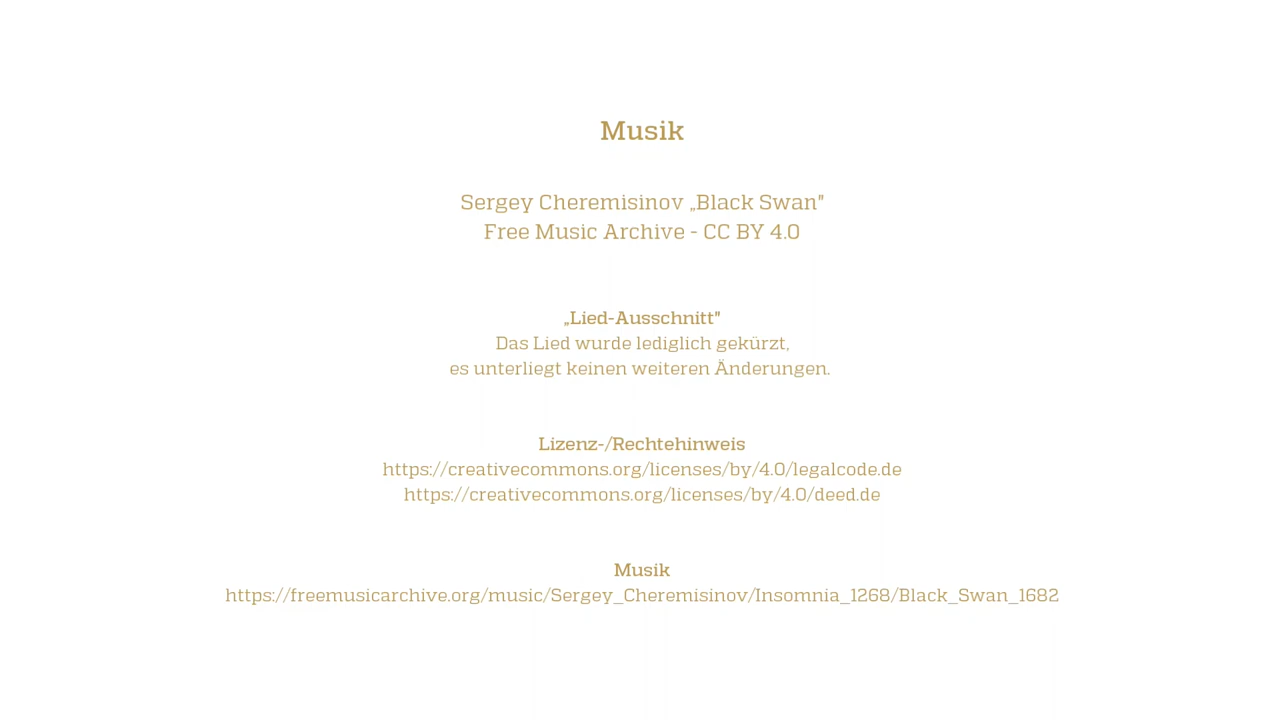 Musik
Sergey Cheremisinov „Black Swan"
Free Music Archive - CC BY 4.0
„Lied-Ausschnitt"
Das Lied wurde lediglich gekürzt,
es unterliegt keinen weiteren Änderungen.
Lizenz-/Rechtehinweis
https://creativecommons.org/licenses/by/4.0/legalcode.de
https://creativecommons.org/licenses/by/4.0/deed.de
Musik
https://freemusicarchive.org/music/Sergey_Cheremisinov/Insomnia_1268/Black_Swan_1682